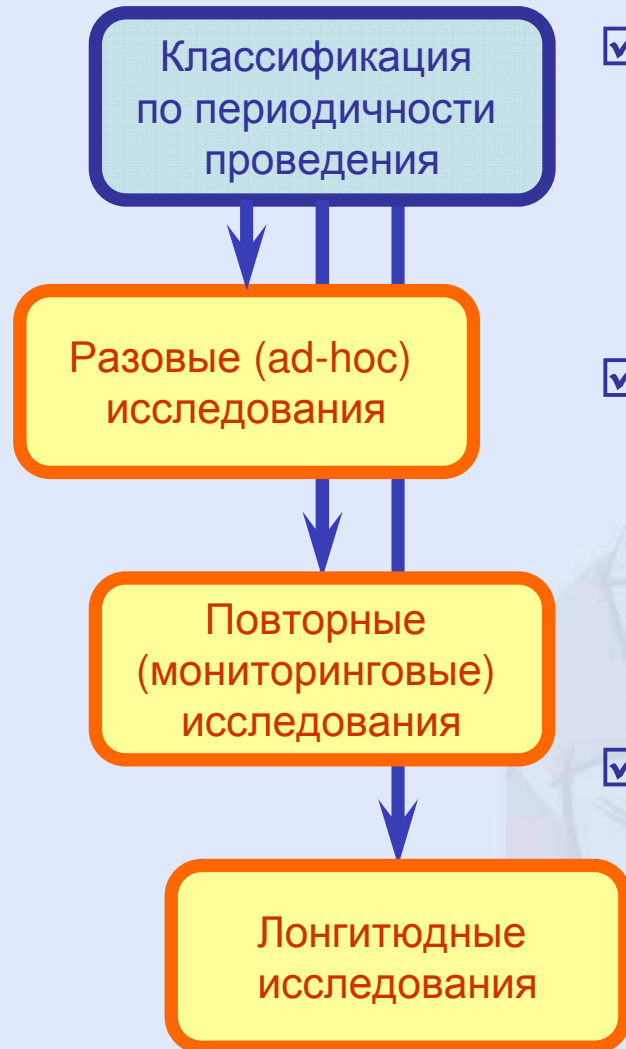 Классификация
по периодичности
проведения
Разовые (ad-hoc)
исследования
Повторные
(мониторинговые)
исследования
Лонгитюдные
исследования